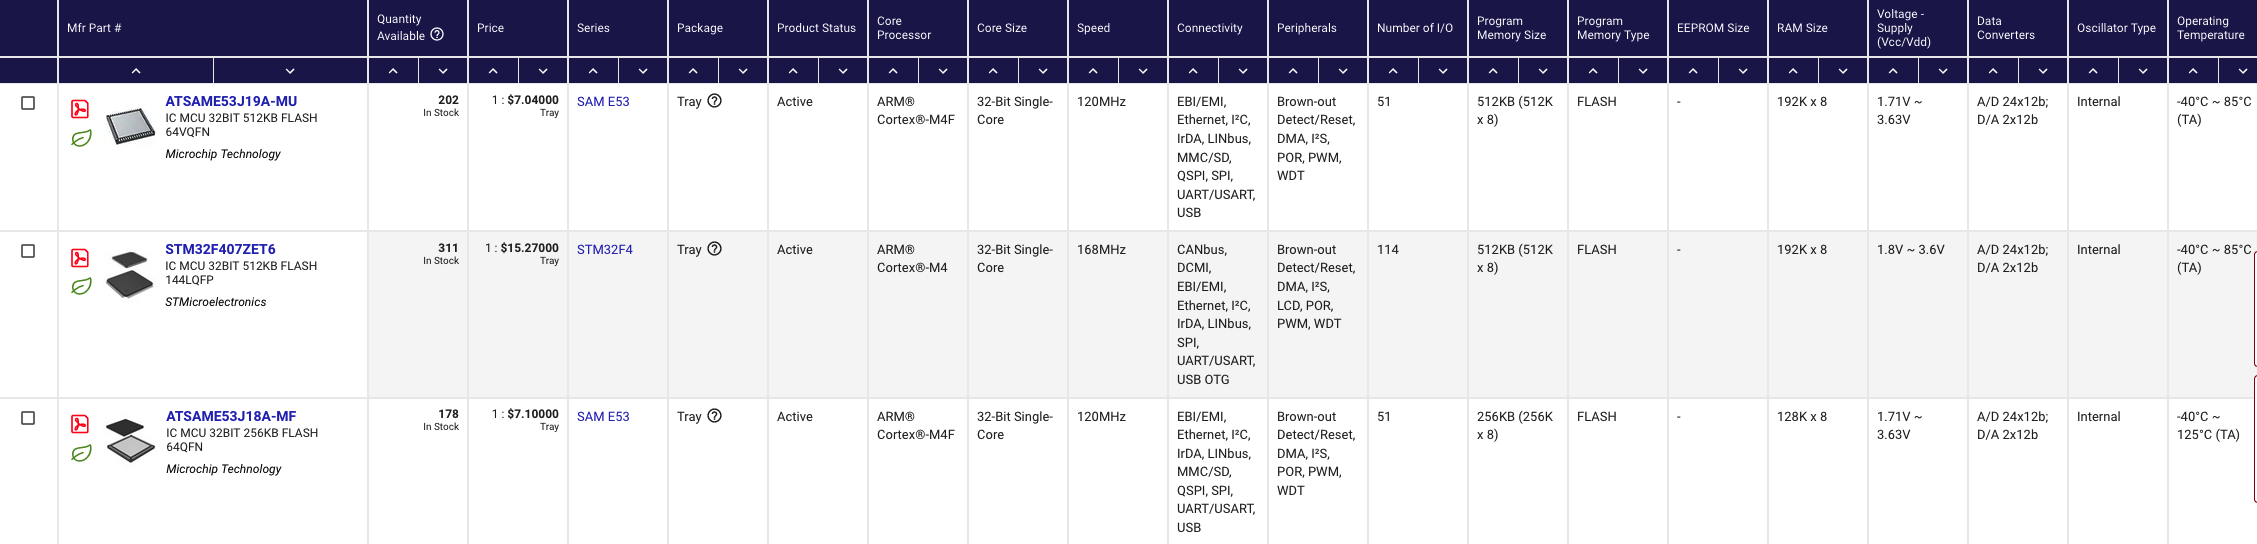 Mfr Part #
Quantity
Available
Price
Series
Package
Product Status
Core
Processor
Core Size
Speed
Connectivity
Peripherals
Number of I/O
Program
Memory Size
Program
Memory Type
EEPROM Size
RAM Size
Voltage -
Supply
(Vcc/Vdd)
Data
Converters
Oscillator Type
Operating
Temperature
ATSAME53J19A-MU
IC MCU 32BIT 512KB FLASH
64VQFN
Microchip Technology
202
In Stock
1 : $7.04000
Tray
SAM E53
Tray
Active
ARM®
Cortex®-M4F
32-Bit Single-
Core
120MHz
EBI/EMI,
Ethernet, I²C,
IrDA, LINbus,
MMC/SD,
QSPI, SPI,
UART/USART,
USB
Brown-out
Detect/Reset,
DMA, I²S,
POR, PWM,
WDT
51
512KB (512K
x 8)
FLASH
-
192K x 8
1.71V ~
3.63V
A/D 24x12b;
D/A 2x12b
Internal
-40°C ~ 85°C
(TA)
STM32F407ZET6
IC MCU 32BIT 512KB FLASH
144LQFP
STMicroelectronics
311
In Stock
1 : $15.27000
Tray
STM32F4
Tray
Active
ARM®
Cortex®-M4
32-Bit Single-
Core
168MHz
CANbus,
DCMI,
EBI/EMI,
Ethernet, I²C,
IrDA, LINbus,
SPI,
UART/USART,
USB OTG
Brown-out
Detect/Reset,
DMA, I²S,
LCD, POR,
PWM, WDT
114
512KB (512K
x 8)
FLASH
-
192K x 8
1.8V ~ 3.6V
A/D 24x12b;
D/A 2x12b
Internal
-40°C ~ 85°C
(TA)
ATSAME53J18A-MF
IC MCU 32BIT 256KB FLASH
64QFN
Microchip Technology
178
In Stock
1 : $7.10000
Tray
SAM E53
Tray
Active
ARM®
Cortex®-M4F
32-Bit Single-
Core
120MHz
EBI/EMI,
Ethernet, I²C,
IrDA, LINbus,
MMC/SD,
QSPI, SPI,
UART/USART,
USB
Brown-out
Detect/Reset,
DMA, I²S,
POR, PWM,
WDT
51
256KB (256K
x 8)
FLASH
-
128K x 8
1.71V ~
3.63V
A/D 24x12b;
D/A 2x12b
Internal
-40°C ~
125°C (TA)